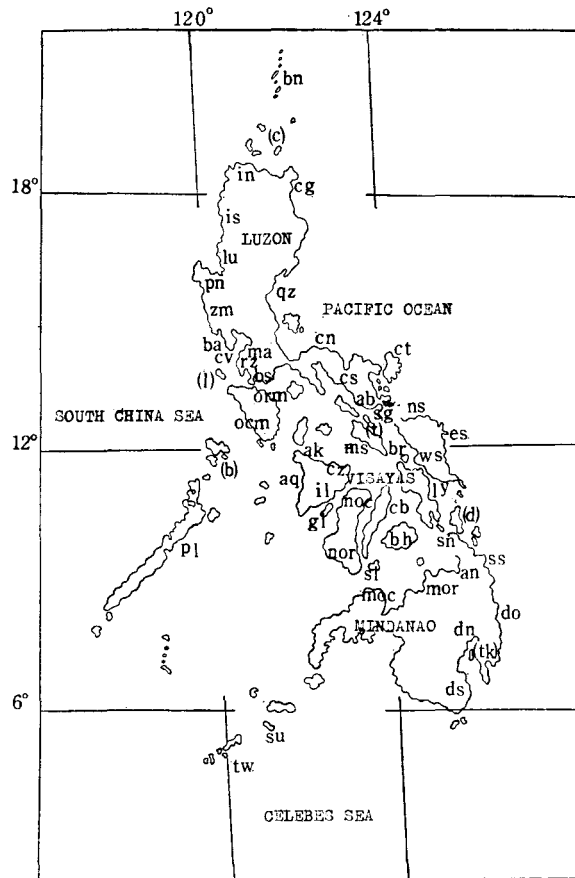 120° 124°
bn
(c)
in
18° cg
is
LUZON
lu
pn
qz
zm
PACIFIC OCEAN
cn
ba
ma
ct
cv
rz
(l)
bs
cs
orm
ab
SOUTH CHINA SEA
sg
ns
ocm
(t)
es
12°
ak
ms
br
ws
(b)
cz
VISAYAS
aq
il
noc
ly
cb
gi
(d)
bh
sn
pl
nor
ss
sl
an
moc
mor
do
MINDANAO
dn
(tk)
ds
6°
su
tw
CELEBES SEA